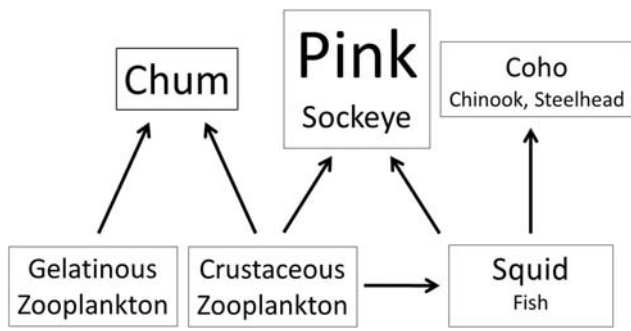 Chum
Pink
Sockeye
Coho
Chinook, Steelhead
Gelatinous
Zooplankton
Crustaceous
Zooplankton
Squid
Fish